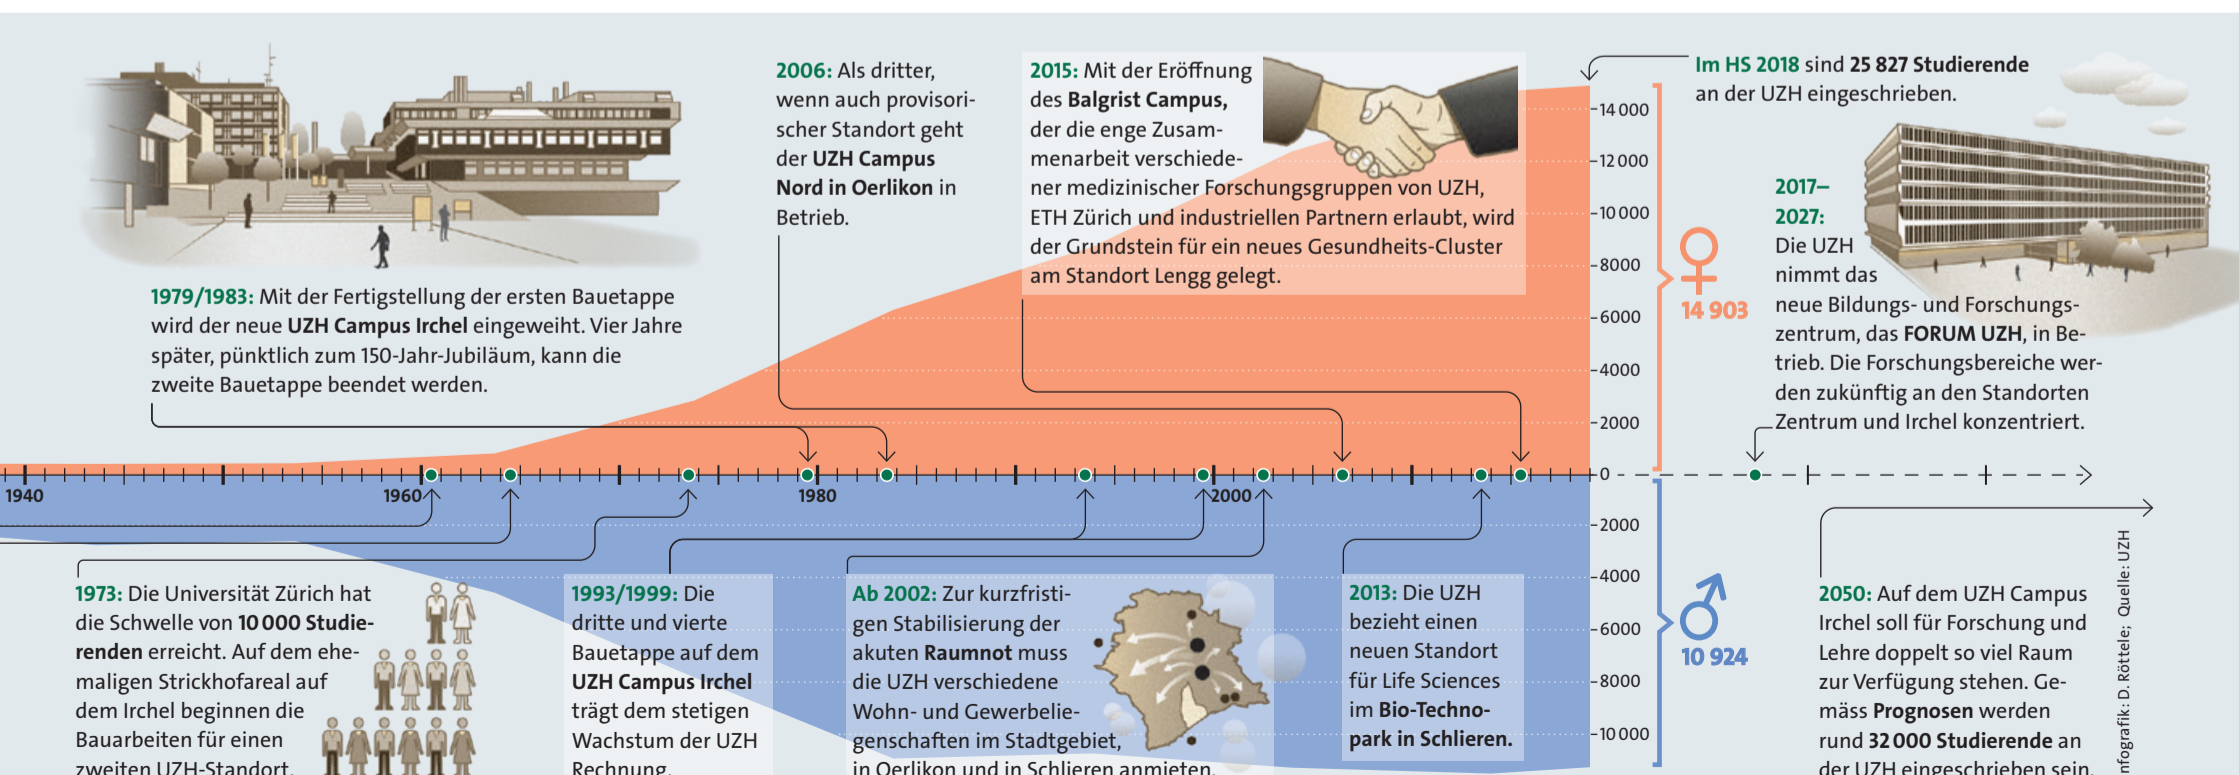 2006: Als dritter,
wenn auch provisori-
scher Standort geht
der UZH Campus
Nord in Oerlikon in
Betrieb.
2015: Mit der Eröffnung
des Balgrist Campus,
der die enge Zusam-
menarbeit verschiede-
ner medizinischer Forschungsgruppen von UZH,
ETH Zürich und industriellen Partnern erlaubt, wird
der Grundstein für ein neues Gesundheits-Cluster
am Standort Lengg gelegt.
Im HS 2018 sind 25 827 Studierende
an der UZH eingeschrieben.
2017–
2027:
Die UZH
nimmt das
neue Bildungs- und Forschungs-
zentrum, das FORUM UZH, in Be-
trieb. Die Forschungsbereiche wer-
den zukünftig an den Standorten
Zentrum und Irchel konzentriert.
1979/1983: Mit der Fertigstellung der ersten Bauetappe
wird der neue UZH Campus Irchel eingeweiht. Vier Jahre
später, pünktlich zum 150-Jahr-Jubiläum, kann die
zweite Bauetappe beendet werden.
14 000
12 000
10 000
8000
6000
4000
2000
0
14 903
1940
1960
1980
2000
2000
4000
6000
8000
10 000
10 924
1973: Die Universität Zürich hat
die Schwelle von 10 000 Studie-
renden erreicht. Auf dem ehe-
maligen Strickhofareal auf
dem Irchel beginnen die
Bauarbeiten für einen
zweiten UZH-Standort.
1993/1999: Die
dritte und vierte
Bauetappe auf dem
UZH Campus Irchel
trägt dem stetigen
Wachstum der UZH
Rechnung.
Ab 2002: Zur kurzfristi-
gen Stabilisierung der
akuten Raumnot muss
die UZH verschiedene
Wohn- und Gewerbelie-
genschaften im Stadtgebiet,
in Oerlikon und in Schlieren anmieten.
2013: Die UZH
bezieht einen
neuen Standort
für Life Sciences
im Bio-Techno-
park in Schlieren.
2050: Auf dem UZH Campus
Irchel soll für Forschung und
Lehre doppelt so viel Raum
zur Verfügung stehen. Ge-
mäss Prognosen werden
rund 32 000 Studierende an
der UZH eingeschrieben sein.
nfografik: D. Röttele; Quelle: UZH